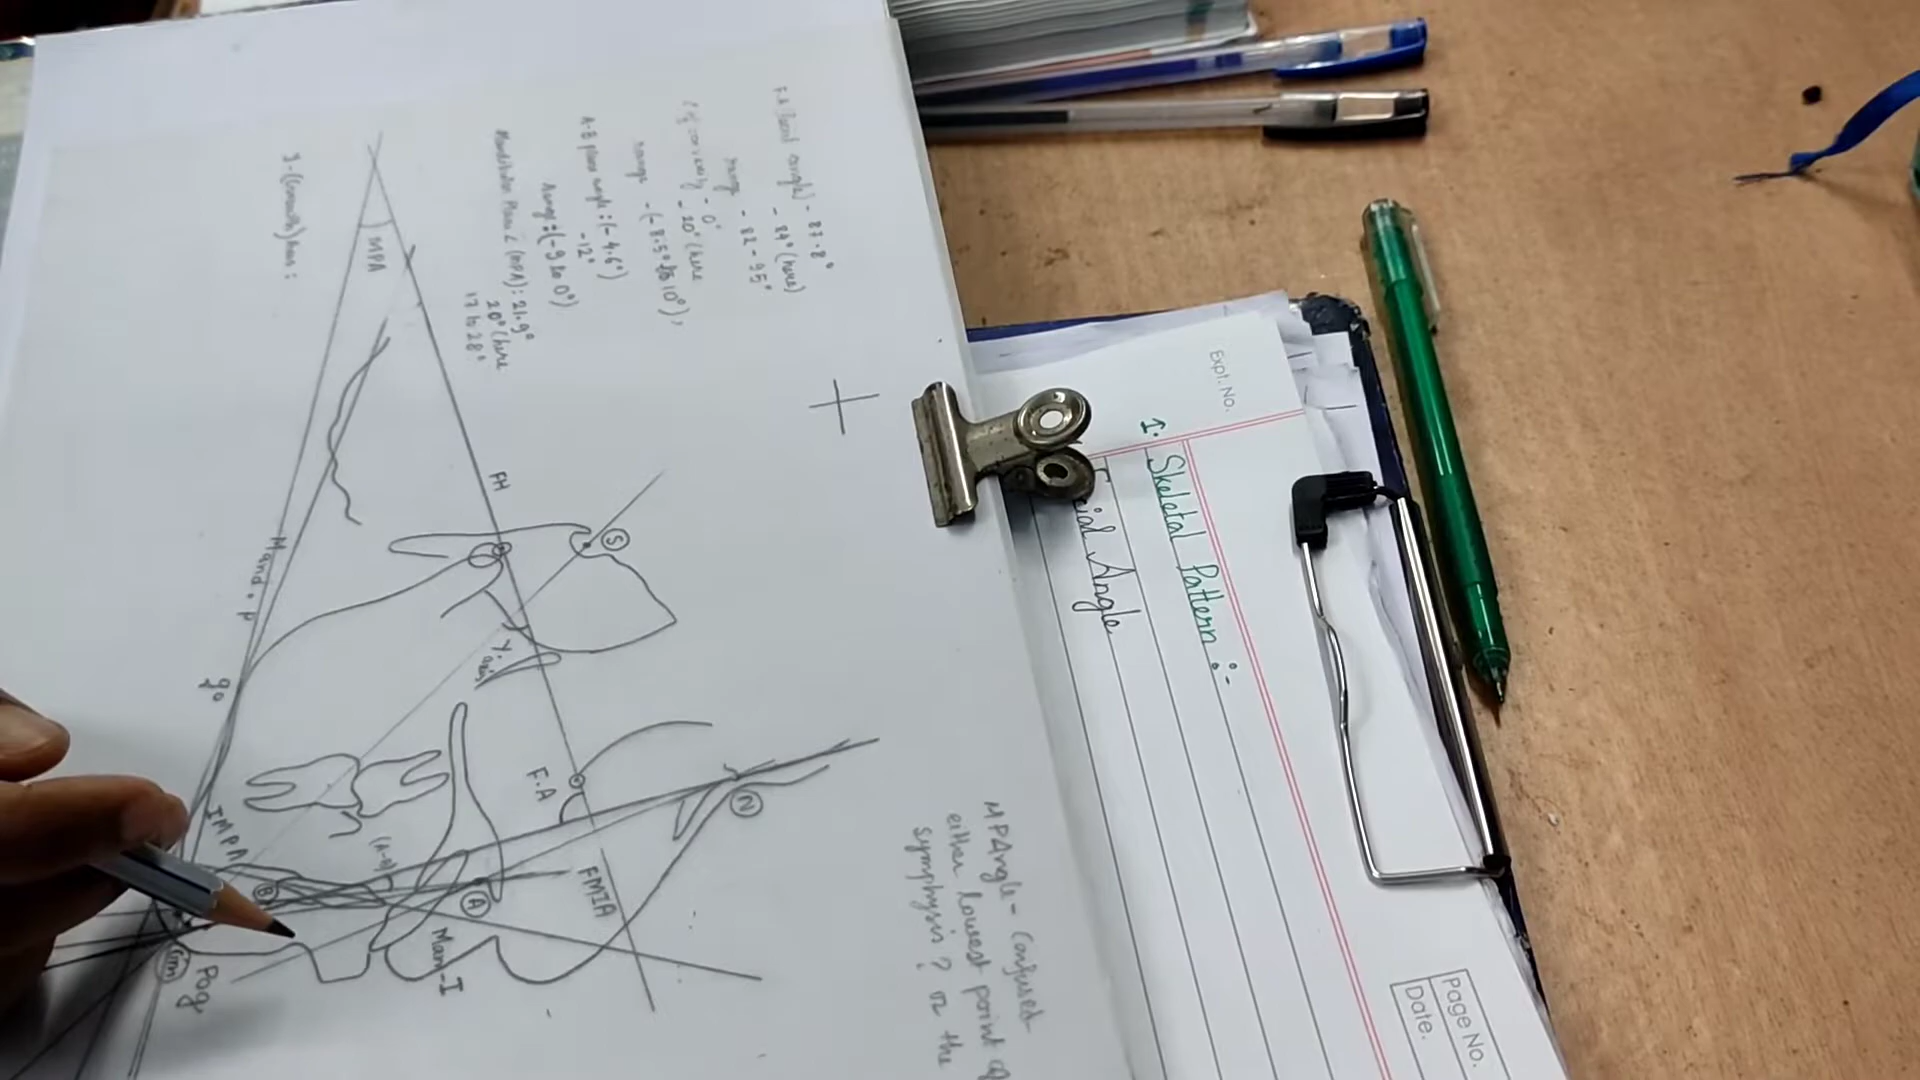 F.A (facial angle) - 87.8°
- 84° (here)
range - 82 - 95°
(of convexity - 0°
- 20° (here
range - (-8.5° to 10°),
A-B plane angle : (-4.6°)
-12°
range : (-9 to 0°)
Mandibular Plane ∠ (MPA) : 21.9°
20° (here
17 to 28°
MPA
FH
S
Y. axis
Mand. P
go
F.A
N
FMIA
IMPA
(A-B)
B
A
Pog
MPAngle - Confused
either lowest point of
symphysis? or the
Expt. No.
1. Skeletal Pattern :-
cial Angle
Page No.
Date.